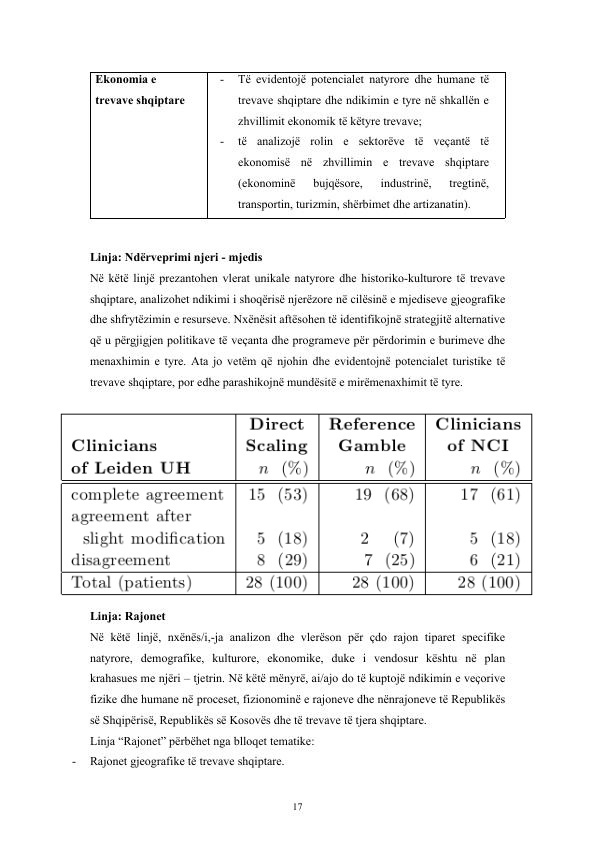 Ekonomia e
trevave shqiptare
- Të evidentojë potencialet natyrore dhe humane të
trevave shqiptare dhe ndikimin e tyre në shkallën e
zhvillimit ekonomik të këtyre trevave;
- të analizojë rolin e sektorëve të veçantë të
ekonomisë në zhvillimin e trevave shqiptare
(ekonominë bujqësore, industrinë, tregtinë,
transportin, turizmin, shërbimet dhe artizanatin).
Linja: Ndërveprimi njeri - mjedis
Në këtë linjë prezantohen vlerat unikale natyrore dhe historiko-kulturore të trevave
shqiptare, analizohet ndikimi i shoqërisë njerëzore në cilësinë e mjediseve gjeografike
dhe shfrytëzimin e resurseve. Nxënësit aftësohen të identifikojnë strategjitë alternative
që u përgjigjen politikave të veçanta dhe programeve për përdorimin e burimeve dhe
menaxhimin e tyre. Ata jo vetëm që njohin dhe evidentojnë potencialet turistike të
trevave shqiptare, por edhe parashikojnë mundësitë e mirëmenaxhimit të tyre.
Direct Reference Clinicians
Clinicians Scaling Gamble of NCI
of Leiden UH n (%) n (%) n (%)
complete agreement 15 (53) 19 (68) 17 (61)
agreement after
slight modification 5 (18) 2 (7) 5 (18)
disagreement 8 (29) 7 (25) 6 (21)
Total (patients) 28 (100) 28 (100) 28 (100)
Linja: Rajonet
Në këtë linjë, nxënës/i,-ja analizon dhe vlerëson për çdo rajon tiparet specifike
natyrore, demografike, kulturore, ekonomike, duke i vendosur kështu në plan
krahasues me njëri – tjetrin. Në këtë mënyrë, ai/ajo do të kuptojë ndikimin e veçorive
fizike dhe humane në proceset, fizionominë e rajoneve dhe nënrajoneve të Republikës
së Shqipërisë, Republikës së Kosovës dhe të trevave të tjera shqiptare.
Linja “Rajonet” përbëhet nga blloqet tematike:
- Rajonet gjeografike të trevave shqiptare.
17